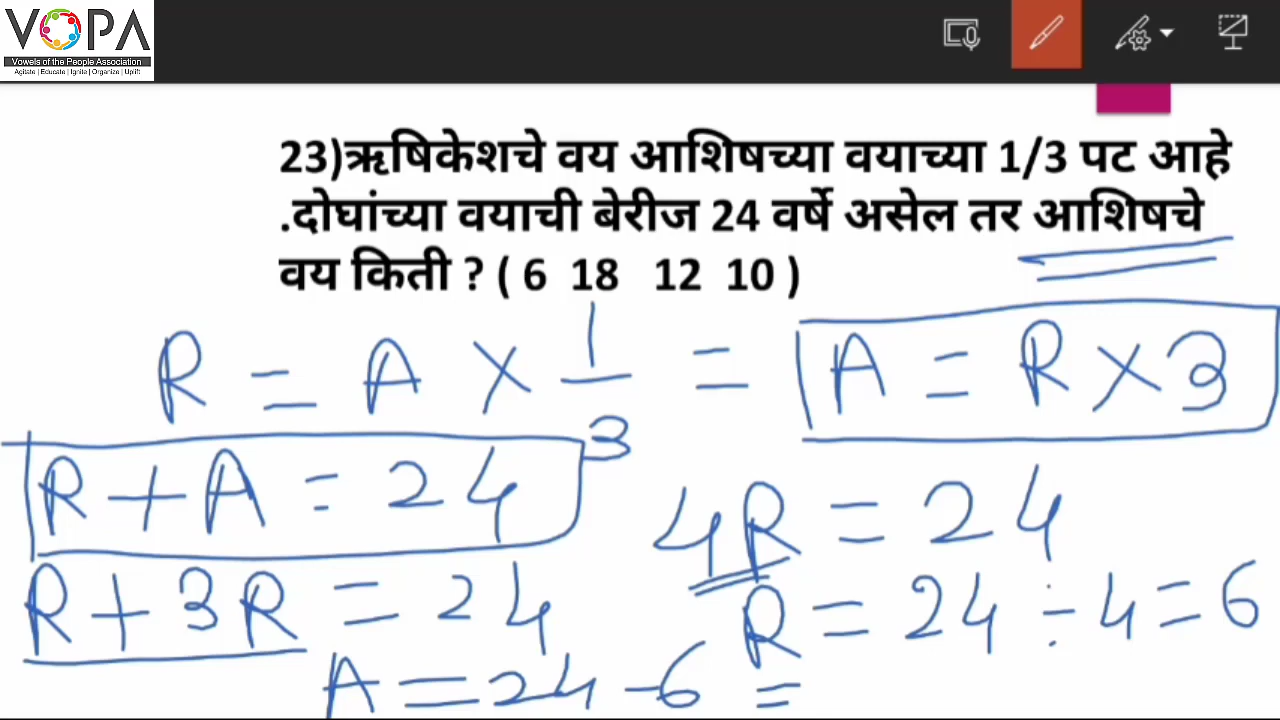 VOPA
Vowels of the People Association
Agitate | Educate | Ignite | Organize | Uplift
23)ऋषिकेशचे वय आशिषच्या वयाच्या 1/3 पट आहे
.दोघांच्या वयाची बेरीज 24 वर्षे असेल तर आशिषचे
वय किती ? ( 6 18 12 10 )
R = A × 1/3 = A = R × 3
R + A = 24
4R = 24
R + 3R = 24
R = 24 ÷ 4 = 6
A = 24 - 6 =